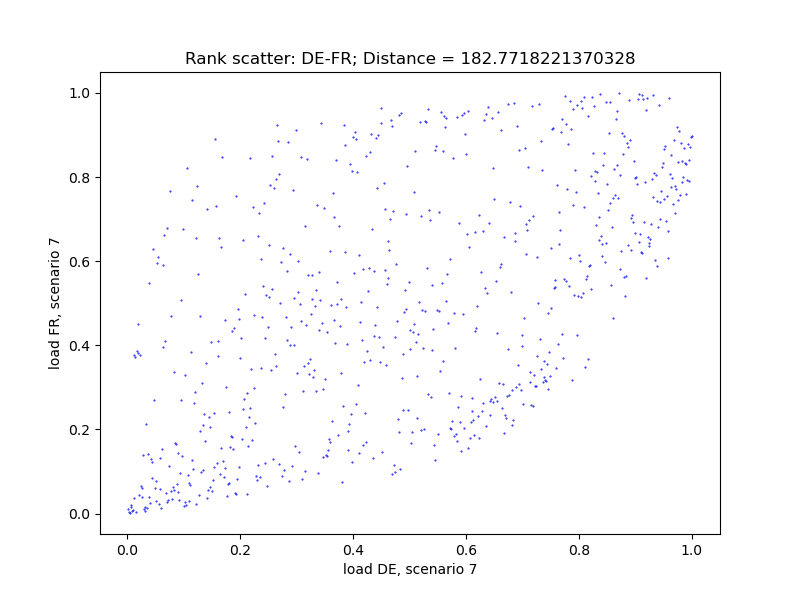 Rank scatter: DE-FR; Distance = 182.7718221370328
1.0
0.8
0.6
0.4
0.2
0.0
load FR, scenario 7
0.0 0.2 0.4 0.6 0.8 1.0
load DE, scenario 7